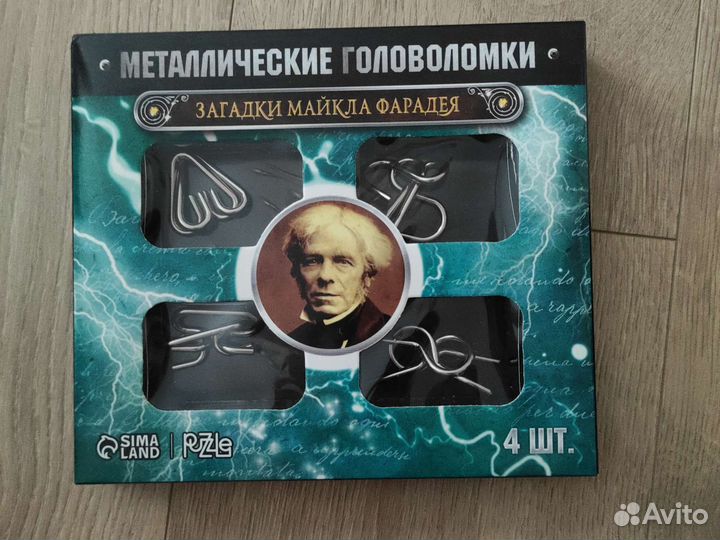 МЕТАЛЛИЧЕСКИЕ ГОЛОВОЛОМКИ
ЗАГАДКИ МАЙКЛА ФАРАДЕЯ
SIMA LAND | PUZZLE
4 ШТ.
Avito